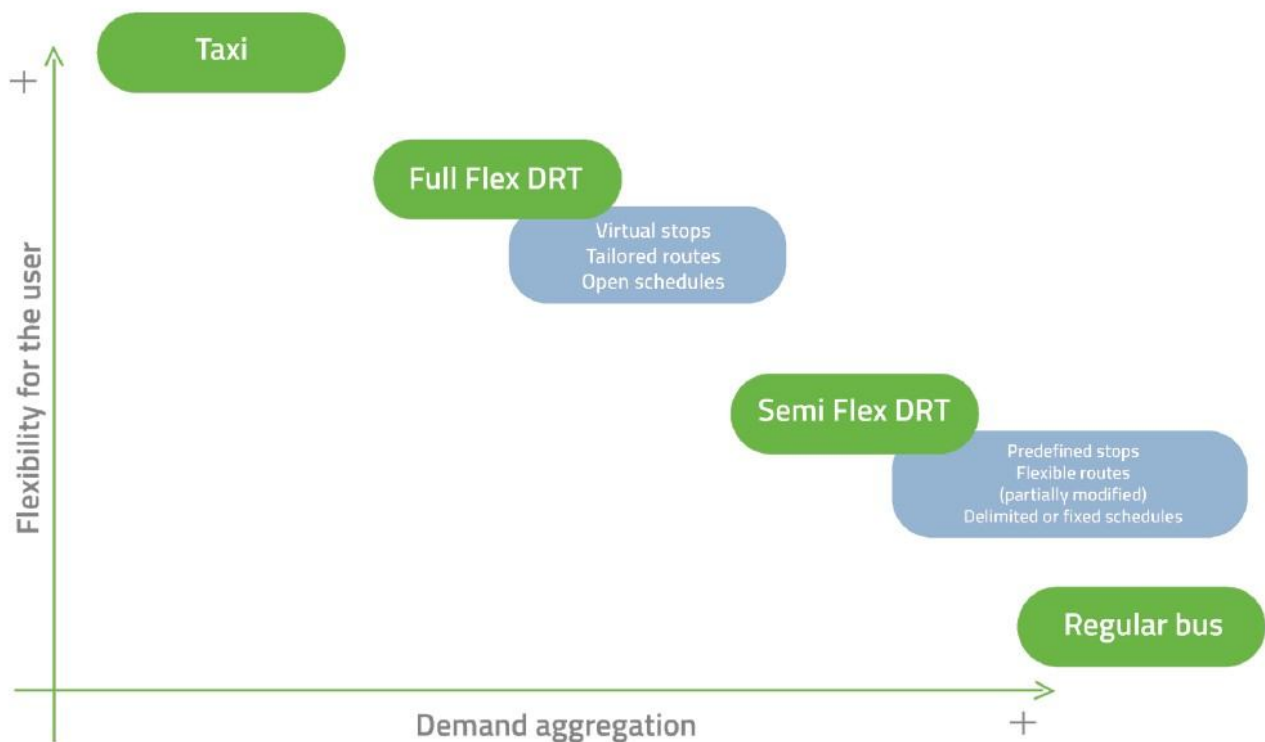 Taxi
+
Full Flex DRT
Virtual stops
Tailored routes
Open schedules
Flexibility for the user
Semi Flex DRT
Predefined stops
Flexible routes
(partially modified)
Delimited or fixed schedules
Regular bus
Demand aggregation
+